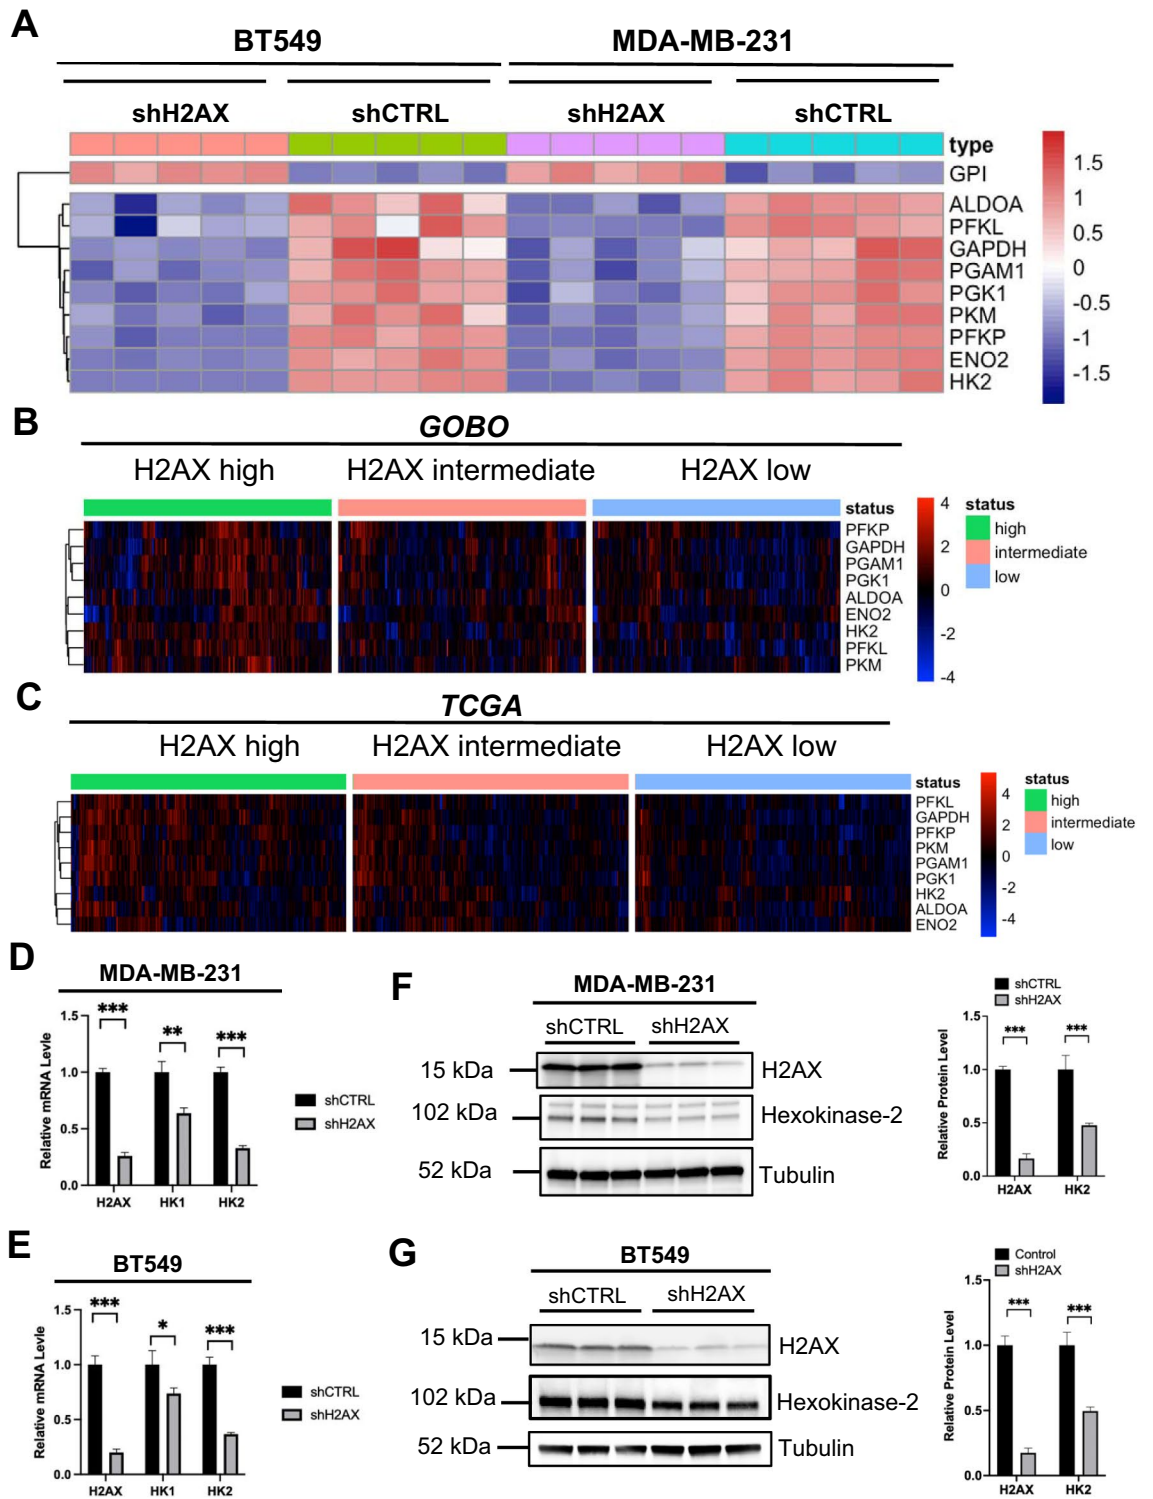 A
BT549 MDA-MB-231
shH2AX shCTRL shH2AX shCTRL
type
GPI
ALDOA
PFKL
GAPDH
PGAM1
PGK1
PKM
PFKP
ENO2
HK2
1.5
1
0.5
0
-0.5
-1
-1.5
B
GOBO
H2AX high H2AX intermediate H2AX low
status
PFKP
GAPDH
PGAM1
PGK1
ALDOA
ENO2
HK2
PFKL
PKM
4
2
0
-2
-4
status
high
intermediate
low
C
TCGA
H2AX high H2AX intermediate H2AX low
status
PFKL
GAPDH
PFKP
PKM
PGAM1
PGK1
HK2
ALDOA
ENO2
4
2
0
-2
-4
status
high
intermediate
low
D
MDA-MB-231
Relative mRNA Levle
1.5
1.0
0.5
0.0
*** ** ***
H2AX HK1 HK2
shCTRL
shH2AX
F
MDA-MB-231
shCTRL shH2AX
15 kDa H2AX
102 kDa Hexokinase-2
52 kDa Tubulin
shCTRL
shH2AX
Relative Protein Level
1.5
1.0
0.5
0.0
*** ***
H2AX HK2
E
BT549
Relative mRNA Levle
1.5
1.0
0.5
0.0
*** * ***
H2AX HK1 HK2
shCTRL
shH2AX
G
BT549
shCTRL shH2AX
15 kDa H2AX
102 kDa Hexokinase-2
52 kDa Tubulin
Control
shH2AX
Relative Protein Level
1.5
1.0
0.5
0.0
*** ***
H2AX HK2